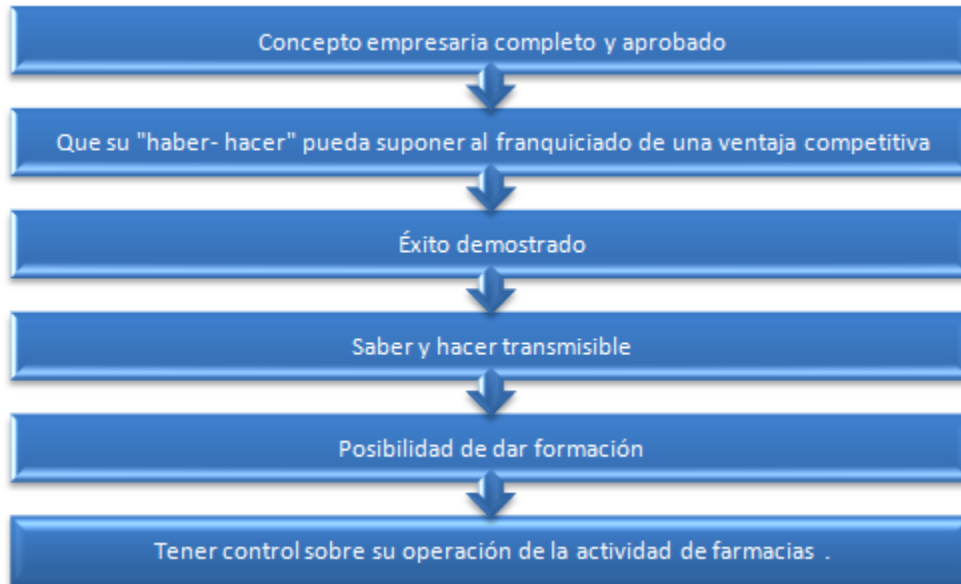 Concepto empresaria completo y aprobado
Que su "haber- hacer" pueda suponer al franquiciado de una ventaja competitiva
Éxito demostrado
Saber y hacer transmisible
Posibilidad de dar formación
Tener control sobre su operación de la actividad de farmacias .